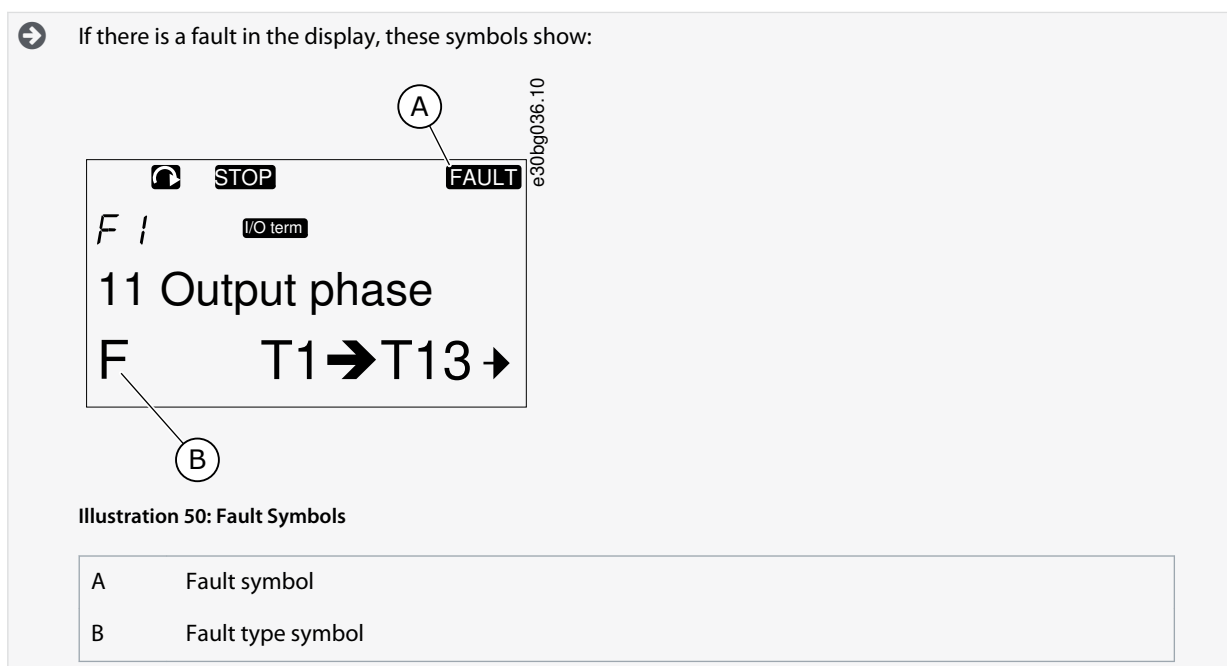 If there is a fault in the display, these symbols show:
A
e30bg036.10
STOP
FAULT
F 1
I/O term
11 Output phase
F T1➔T13➔
B
Illustration 50: Fault Symbols
A Fault symbol
B Fault type symbol